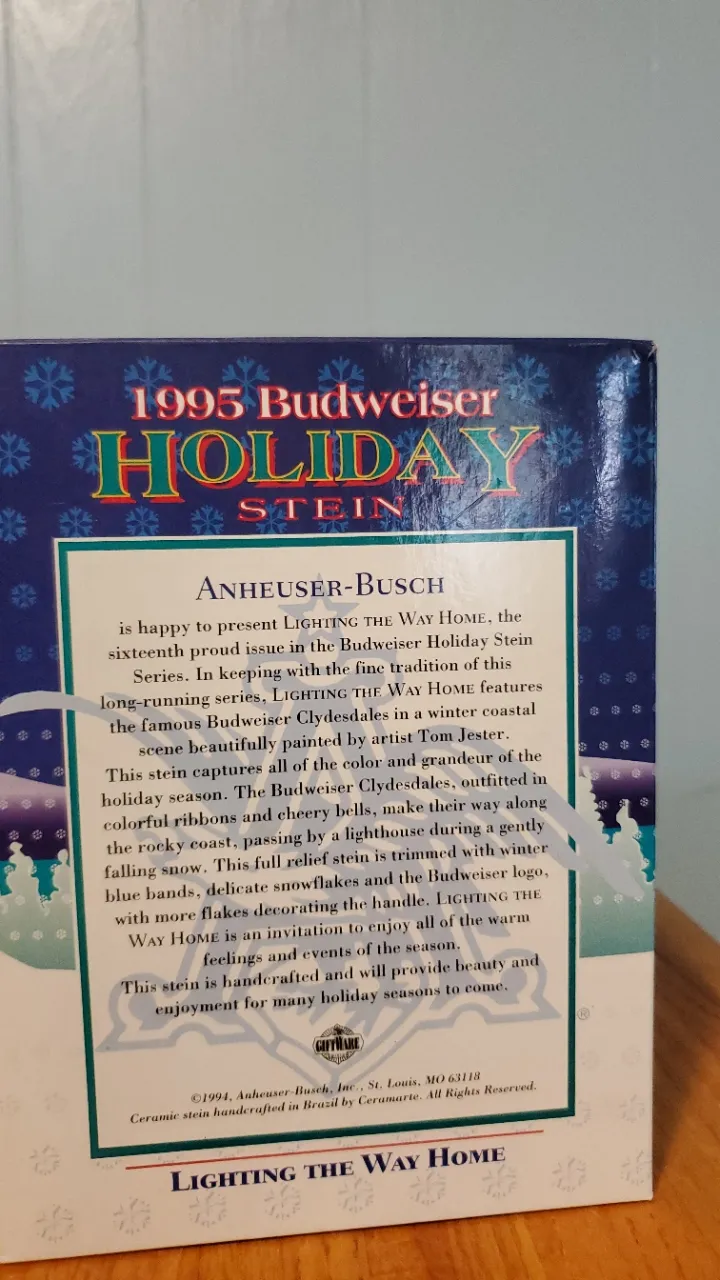 1995 Budweiser
HOLIDAY
STEIN
ANHEUSER-BUSCH
is happy to present LIGHTING THE WAY HOME, the
sixteenth proud issue in the Budweiser Holiday Stein
Series. In keeping with the fine tradition of this
long-running series, LIGHTING THE WAY HOME features
the famous Budweiser Clydesdales in a winter coastal
scene beautifully painted by artist Tom Jester.
This stein captures all of the color and grandeur of the
holiday season. The Budweiser Clydesdales, outfitted in
colorful ribbons and cheery bells, make their way along
the rocky coast, passing by a lighthouse during a gently
falling snow. This full relief stein is trimmed with winter
blue bands, delicate snowflakes and the Budweiser logo,
with more flakes decorating the handle. LIGHTING THE
WAY HOME is an invitation to enjoy all of the warm
feelings and events of the season.
This stein is handcrafted and will provide beauty and
enjoyment for many holiday seasons to come.
®
GIFTWARE
©1994, Anheuser-Busch, Inc., St. Louis, MO 63118
Ceramic stein handcrafted in Brazil by Ceramarte. All Rights Reserved.
LIGHTING THE WAY HOME